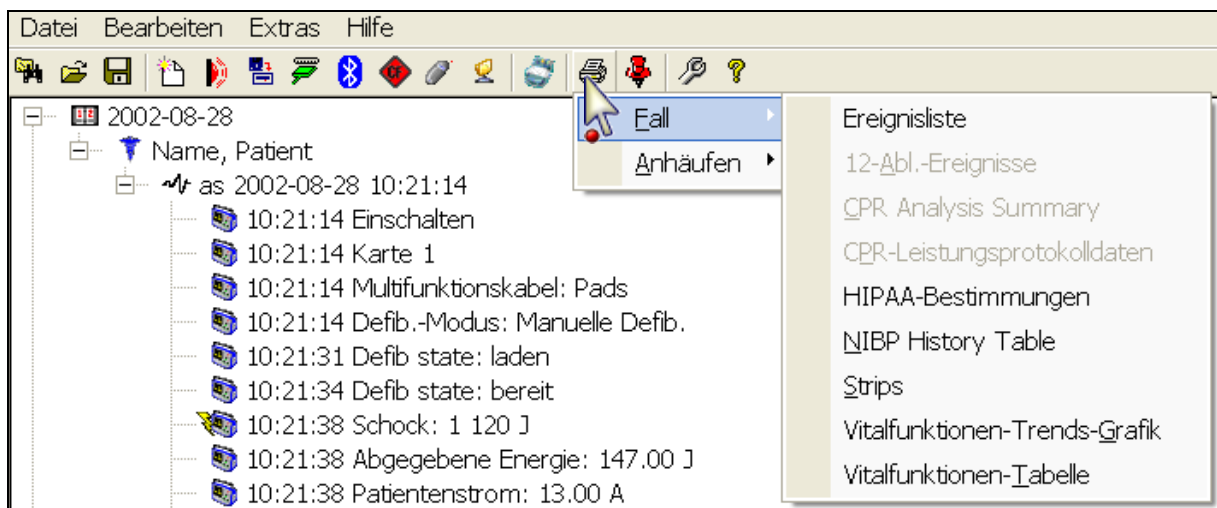 Datei Bearbeiten Extras Hilfe
CF
?
2002-08-28
Name, Patient
as 2002-08-28 10:21:14
10:21:14 Einschalten
10:21:14 Karte 1
10:21:14 Multifunktionskabel: Pads
10:21:14 Defib.-Modus: Manuelle Defib.
10:21:31 Defib state: laden
10:21:34 Defib state: bereit
10:21:38 Schock: 1 120 J
10:21:38 Abgegebene Energie: 147.00 J
10:21:38 Patientenstrom: 13.00 A
Fall
Anhäufen
Ereignisliste
12-Abl.-Ereignisse
CPR Analysis Summary
CPR-Leistungsprotokolldaten
HIPAA-Bestimmungen
NIBP History Table
Strips
Vitalfunktionen-Trends-Grafik
Vitalfunktionen-Tabelle